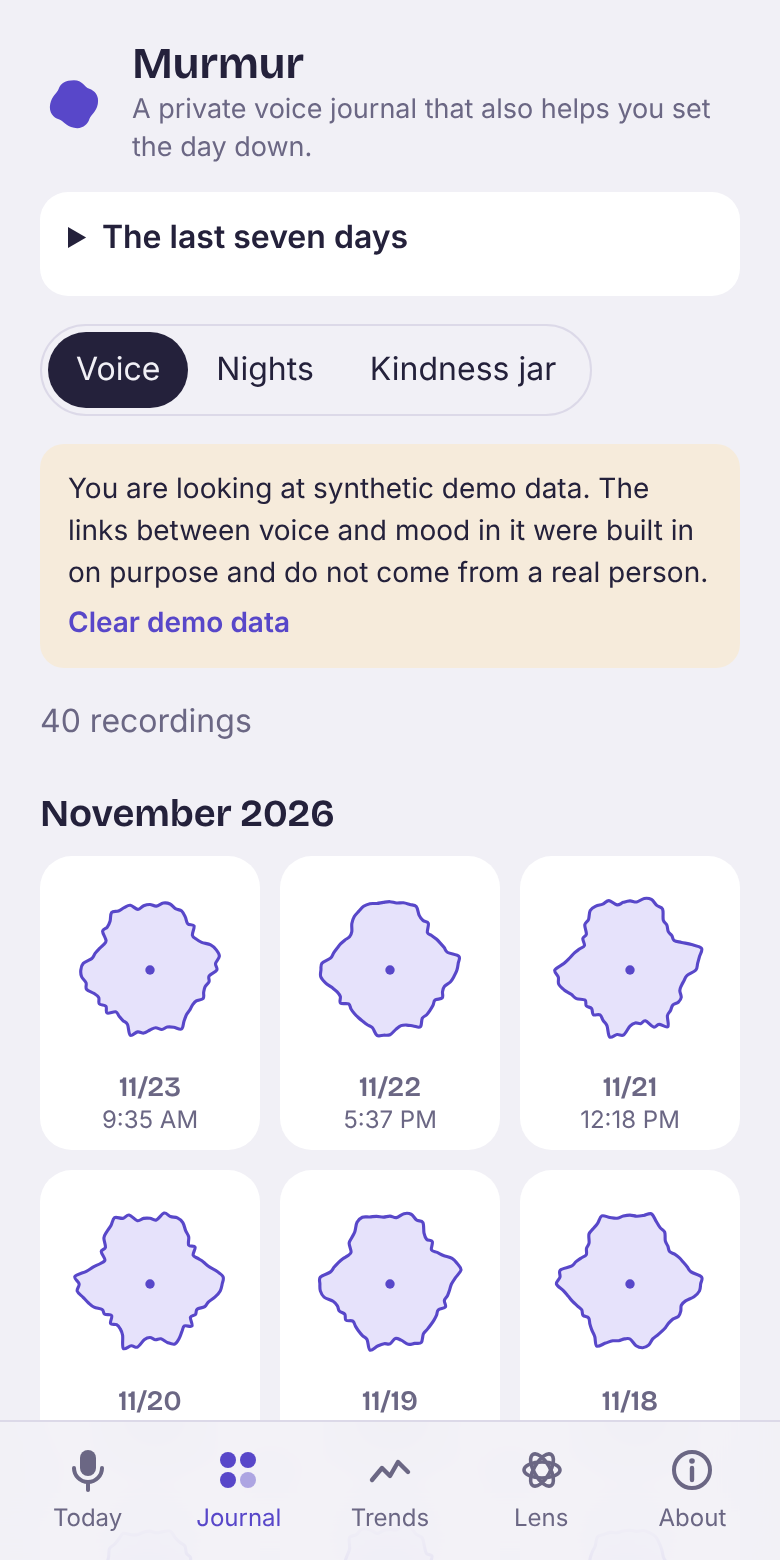 Murmur
A private voice journal that also helps you set
the day down.
The last seven days
Voice Nights Kindness jar
You are looking at synthetic demo data. The
links between voice and mood in it were built in
on purpose and do not come from a real person.
Clear demo data
40 recordings
November 2026
11/23 11/22 11/21
9:35 AM 5:37 PM 12:18 PM
11/20 11/19 11/18
Today Journal Trends Lens About